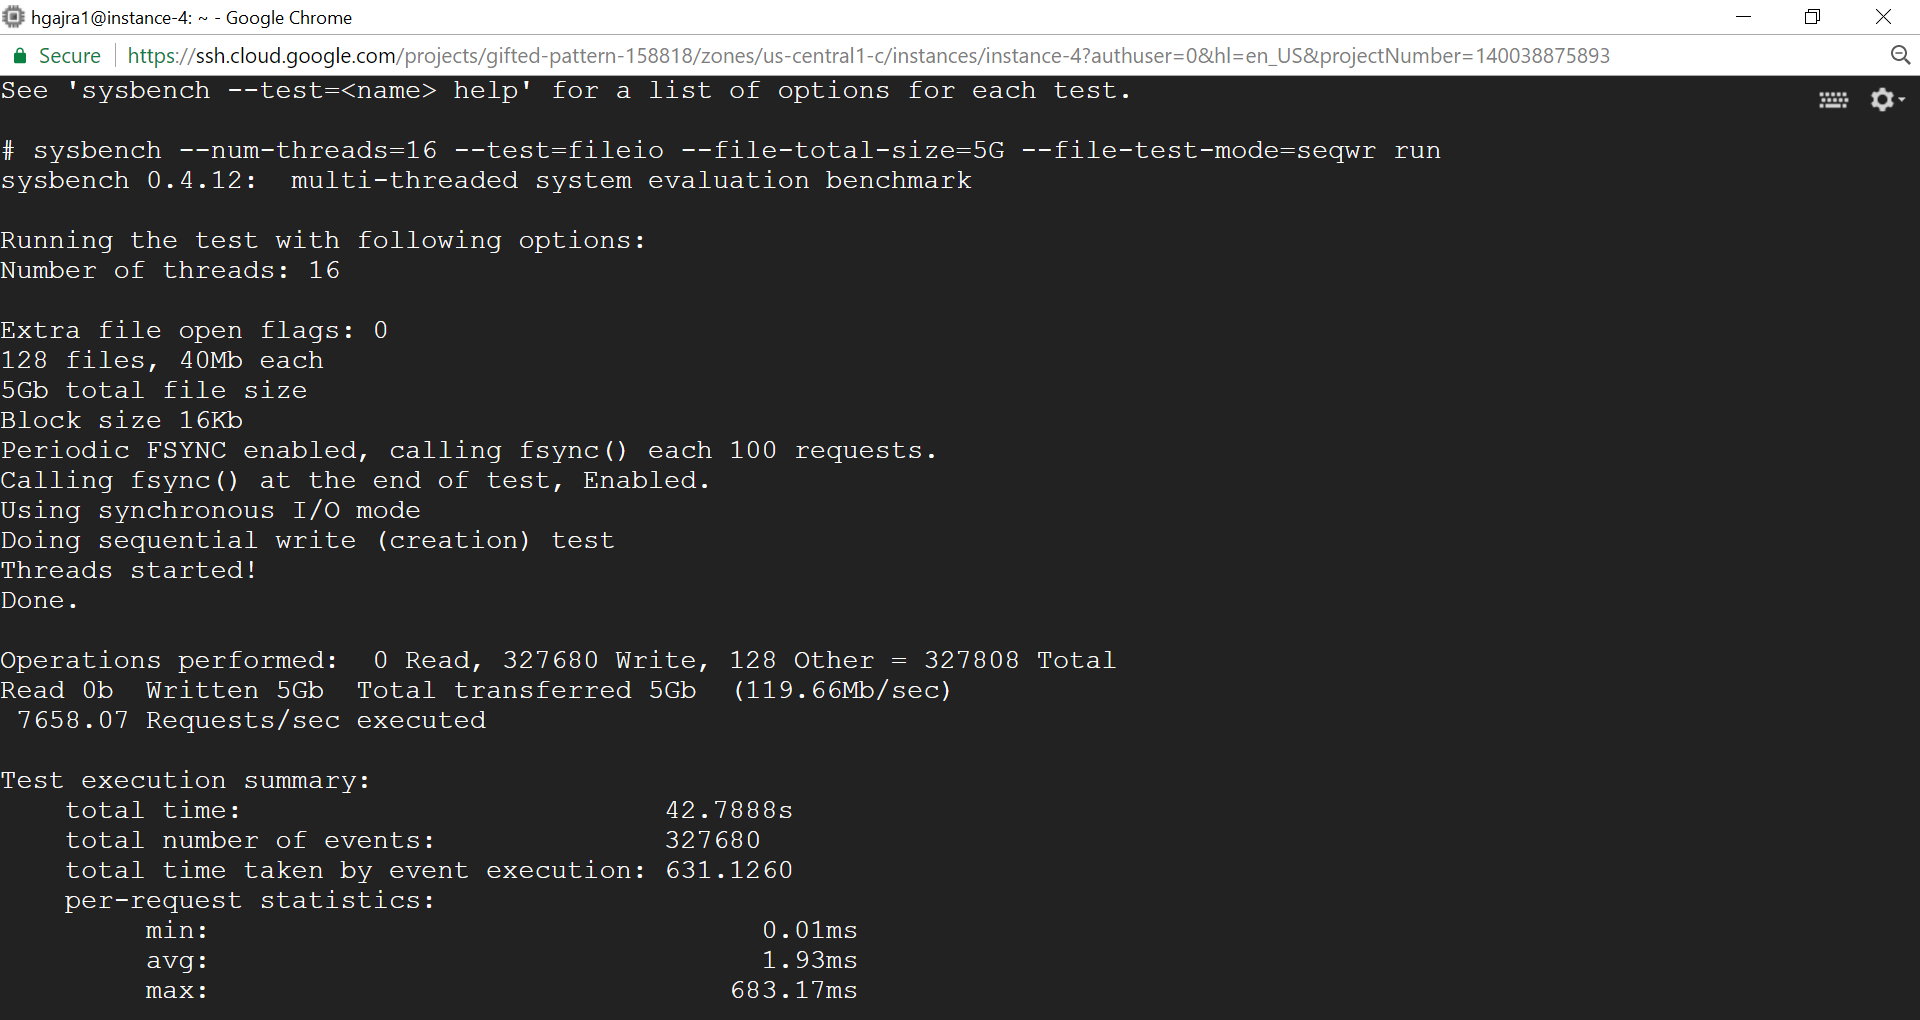 hgajra1@instance-4: ~ - Google Chrome
Secure https://ssh.cloud.google.com/projects/gifted-pattern-158818/zones/us-central1-c/instances/instance-4?authuser=0&hl=en_US&projectNumber=140038875893
See 'sysbench --test=<name> help' for a list of options for each test.
# sysbench --num-threads=16 --test=fileio --file-total-size=5G --file-test-mode=seqwr run
sysbench 0.4.12:  multi-threaded system evaluation benchmark
Running the test with following options:
Number of threads: 16
Extra file open flags: 0
128 files, 40Mb each
5Gb total file size
Block size 16Kb
Periodic FSYNC enabled, calling fsync() each 100 requests.
Calling fsync() at the end of test, Enabled.
Using synchronous I/O mode
Doing sequential write (creation) test
Threads started!
Done.
Operations performed:  0 Read, 327680 Write, 128 Other = 327808 Total
Read 0b  Written 5Gb  Total transferred 5Gb  (119.66Mb/sec)
 7658.07 Requests/sec executed
Test execution summary:
    total time:                          42.7888s
    total number of events:              327680
    total time taken by event execution: 631.1260
    per-request statistics:
         min:                                  0.01ms
         avg:                                  1.93ms
         max:                                683.17ms